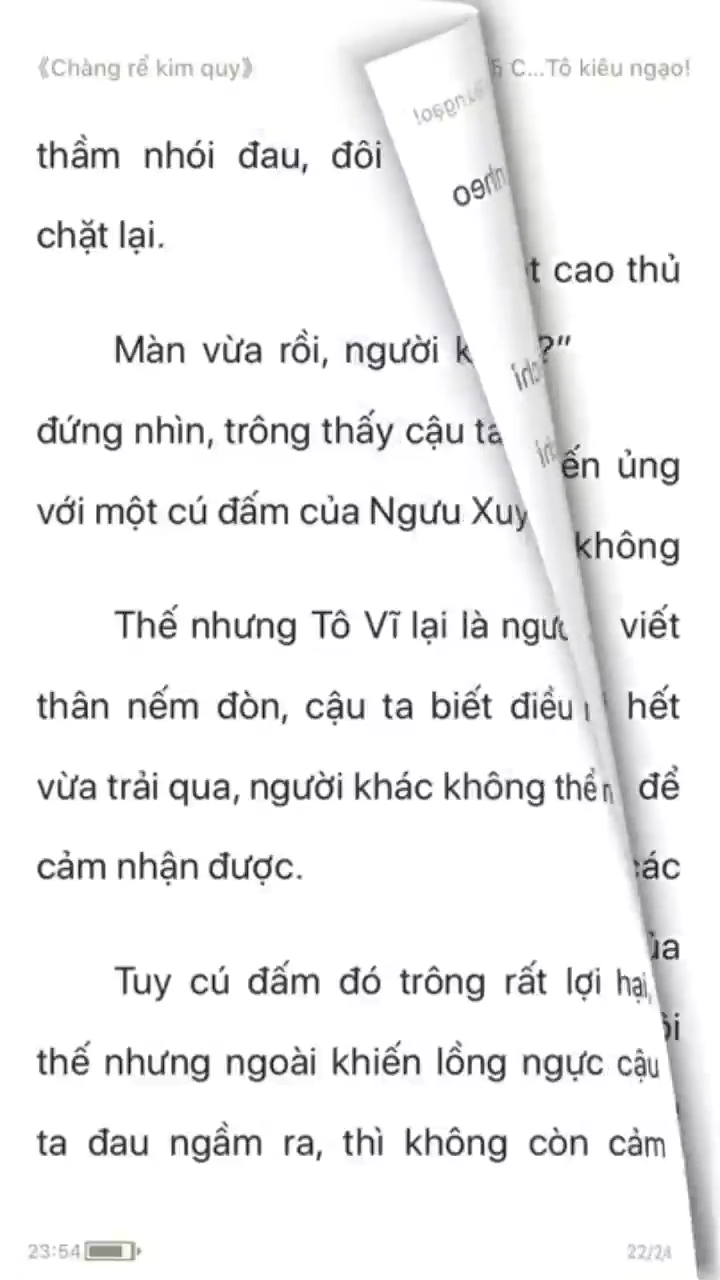 《Chàng rể kim quy》 C...Tô kiêu ngạo!
thầm nhói đau, đôi
chặt lại.
cao thủ
Màn vừa rồi, người ?”
đứng nhìn, trông thấy cậu ta
ủng
với một cú đấm của Ngưu
không
Thế nhưng Tô Vĩ lại là viết
thân nếm đòn, cậu ta biết điều hết
vừa trải qua, người khác không thể để
cảm nhận được.
Tuy cú đấm đó trông rất lợi hại,
thế nhưng ngoài khiến lồng ngực cậu
ta đau ngầm ra, thì không còn cảm
23:54 22/24